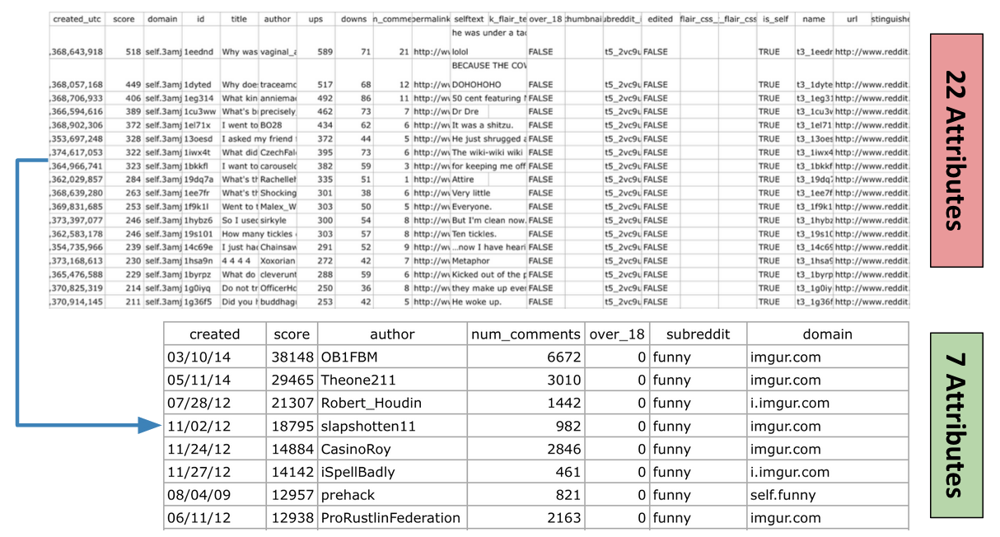 created_utc score domain id title author ups downs n_comme permalink selftext k_flair_te over_18 thumbnai ubreddit_i edited flair_css_ _flair_css is_self name url stinguishe
he was under a tac
,368,643,918 518 self.3amj 1eednd Why was vaginal_a 589 71 21 http://wv lolol FALSE t5_2vc9u FALSE TRUE t3_1eedr http://www.reddit.
BECAUSE THE COV
,368,057,168 449 self.3amj 1dyted Why doe: traceamc 517 68 12 http://wv DOHOHOHO FALSE t5_2vc9u FALSE TRUE t3_1dyte http://www.reddit.
,368,706,933 406 self.3amj 1eg314 What kin anniemai 492 86 11 http://wv 50 cent featuring FALSE t5_2vc9u FALSE TRUE t3_1eg31 http://www.reddit.
,366,594,616 389 self.3amj 1cu3ww What's b precisely_ 462 73 7 http://wv Dr Dre FALSE t5_2vc9u FALSE TRUE t3_1cu3v http://www.reddit.
,368,902,306 372 self.3amj 1el71x I went to BO28 434 62 6 http://wv It was a shitzu. FALSE t5_2vc9u FALSE TRUE t3_1el71 http://www.reddit.
,353,697,248 328 self.3amj 13oesd I asked my friend 372 44 5 http://wv He just shrugged a FALSE t5_2vc9u FALSE TRUE t3_13oes http://www.reddit.
,374,617,053 322 self.3amj 1iwx4t What did CzechFal 395 73 6 http://wv The wiki-wiki wiki FALSE t5_2vc9u FALSE TRUE t3_1iwx4 http://www.reddit.
,364,966,741 323 self.3amj 1bkkfl I want to carousel 382 59 3 http://wv for keeping me off FALSE t5_2vc9u FALSE TRUE t3_1bkkf http://www.reddit.
,362,029,857 284 self.3amj 19dq7a What's th Racheller 335 51 1 http://wv Attire FALSE t5_2vc9u FALSE TRUE t3_19dq7 http://www.reddit.
,368,639,280 263 self.3amj 1ee7fr What's th Shocking 301 38 6 http://wv Very little FALSE t5_2vc9u FALSE TRUE t3_1ee7f http://www.reddit.
,369,831,685 253 self.3amj 1f9k1l Went to t Malex_W 303 50 5 http://wv Everyone. FALSE t5_2vc9u FALSE TRUE t3_1f9k1 http://www.reddit.
,373,397,077 246 self.3amj 1hybz6 So I used sirkyle 300 54 8 http://wv But I'm clean now. FALSE t5_2vc9u FALSE TRUE t3_1hybz http://www.reddit.
,362,583,178 246 self.3amj 19s101 How many tickles 303 57 8 http://wv Ten tickles. FALSE t5_2vc9u FALSE TRUE t3_19s10 http://www.reddit.
,354,735,966 239 self.3amj 14c69e I just had Chainsaw 291 52 9 http://wv ...now I have heari FALSE t5_2vc9u FALSE TRUE t3_14c69 http://www.reddit.
,373,168,613 230 self.3amj 1hsa9n 4 4 4 4 Xoxorian 272 42 7 http://wv Metaphor FALSE t5_2vc9u FALSE TRUE t3_1hsa9 http://www.reddit.
,365,476,588 229 self.3amj 1byrpz What do cleverunt 288 59 6 http://wv Kicked out of the p FALSE t5_2vc9u FALSE TRUE t3_1byrp http://www.reddit.
,370,825,319 214 self.3amj 1g0iyq Do not tr OfficerHc 250 36 8 http://wv they make up ever FALSE t5_2vc9u FALSE TRUE t3_1g0iy http://www.reddit.
,370,914,145 211 self.3amj 1g36f5 Did you h buddhag 253 42 5 http://wv He woke up. FALSE t5_2vc9u FALSE TRUE t3_1g36f http://www.reddit.
22 Attributes
created score author num_comments over_18 subreddit domain
03/10/14 38148 OB1FBM 6672 0 funny imgur.com
05/11/14 29465 Theone211 3010 0 funny imgur.com
07/28/12 21307 Robert_Houdin 1442 0 funny i.imgur.com
11/02/12 18795 slapshotten11 982 0 funny imgur.com
11/24/12 14884 CasinoRoy 2846 0 funny imgur.com
11/27/12 14142 iSpellBadly 461 0 funny i.imgur.com
08/04/09 12957 prehack 821 0 funny self.funny
06/11/12 12938 ProRustlinFederation 2163 0 funny imgur.com
7 Attributes